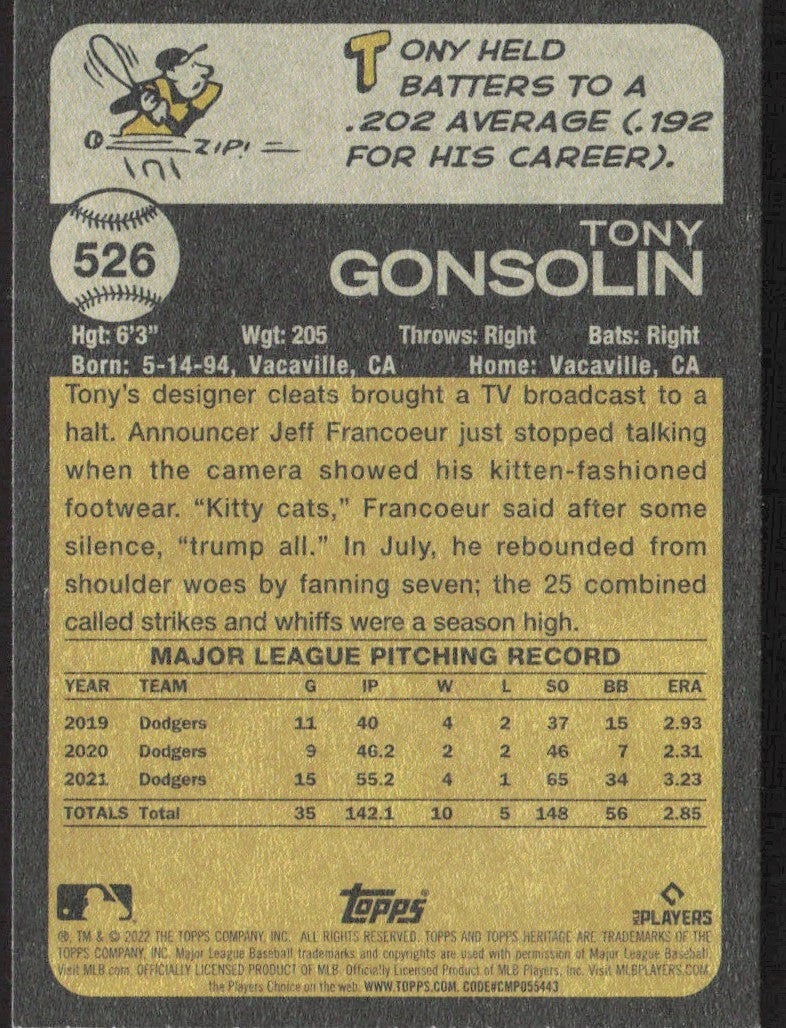 TONY HELD
BATTERS TO A
.202 AVERAGE (.192
FOR HIS CAREER).
ZIP!
526
TONY
GONSOLIN
Hgt: 6'3" Wgt: 205 Throws: Right Bats: Right
Born: 5-14-94, Vacaville, CA Home: Vacaville, CA
Tony's designer cleats brought a TV broadcast to a
halt. Announcer Jeff Francoeur just stopped talking
when the camera showed his kitten-fashioned
footwear. “Kitty cats,” Francoeur said after some
silence, “trump all.” In July, he rebounded from
shoulder woes by fanning seven; the 25 combined
called strikes and whiffs were a season high.
MAJOR LEAGUE PITCHING RECORD
YEAR TEAM G IP W L SO BB ERA
2019 Dodgers 11 40 4 2 37 15 2.93
2020 Dodgers 9 46.2 2 2 46 7 2.31
2021 Dodgers 15 55.2 4 1 65 34 3.23
TOTALS Total 35 142.1 10 5 148 56 2.85
Topps®
MLB PLAYERS
®, TM & © 2022 THE TOPPS COMPANY, INC. ALL RIGHTS RESERVED. TOPPS AND TOPPS HERITAGE ARE TRADEMARKS OF THE
TOPPS COMPANY, INC. Major League Baseball trademarks and copyrights are used with permission of Major League Baseball.
Visit MLB.com. OFFICIALLY LICENSED PRODUCT OF MLB. Officially Licensed Product of MLB Players, Inc. Visit MLBPLAYERS.COM,
the Players Choice on the web. WWW.TOPPS.COM. CODE#CMP055443